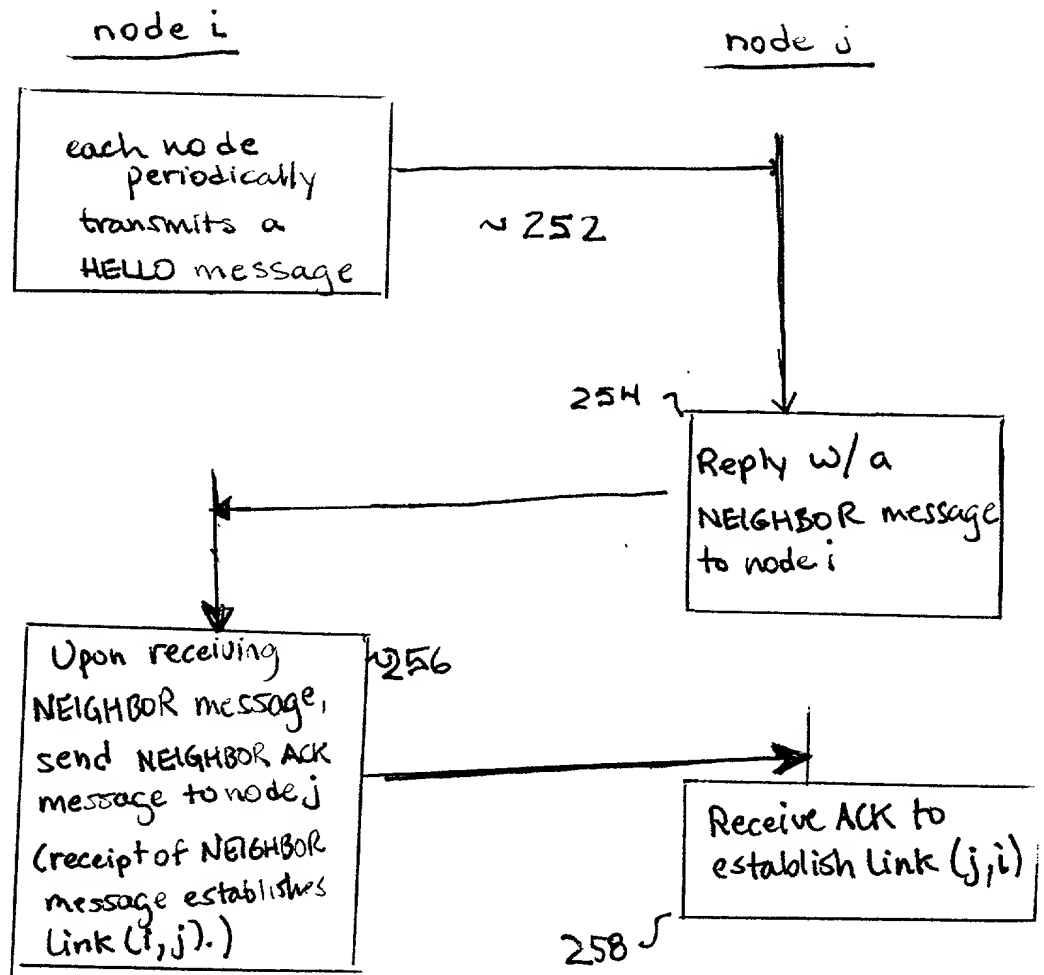 node i
node j
each node
periodically
transmits a
HELLO message
~ 252
254
Reply w/ a
NEIGHBOR message
to node i
Upon receiving
NEIGHBOR message,
send NEIGHBOR ACK
message to node j
(receipt of NEIGHBOR
message establishes
Link (i,j).)
~256
Receive ACK to
establish Link (j,i)
258